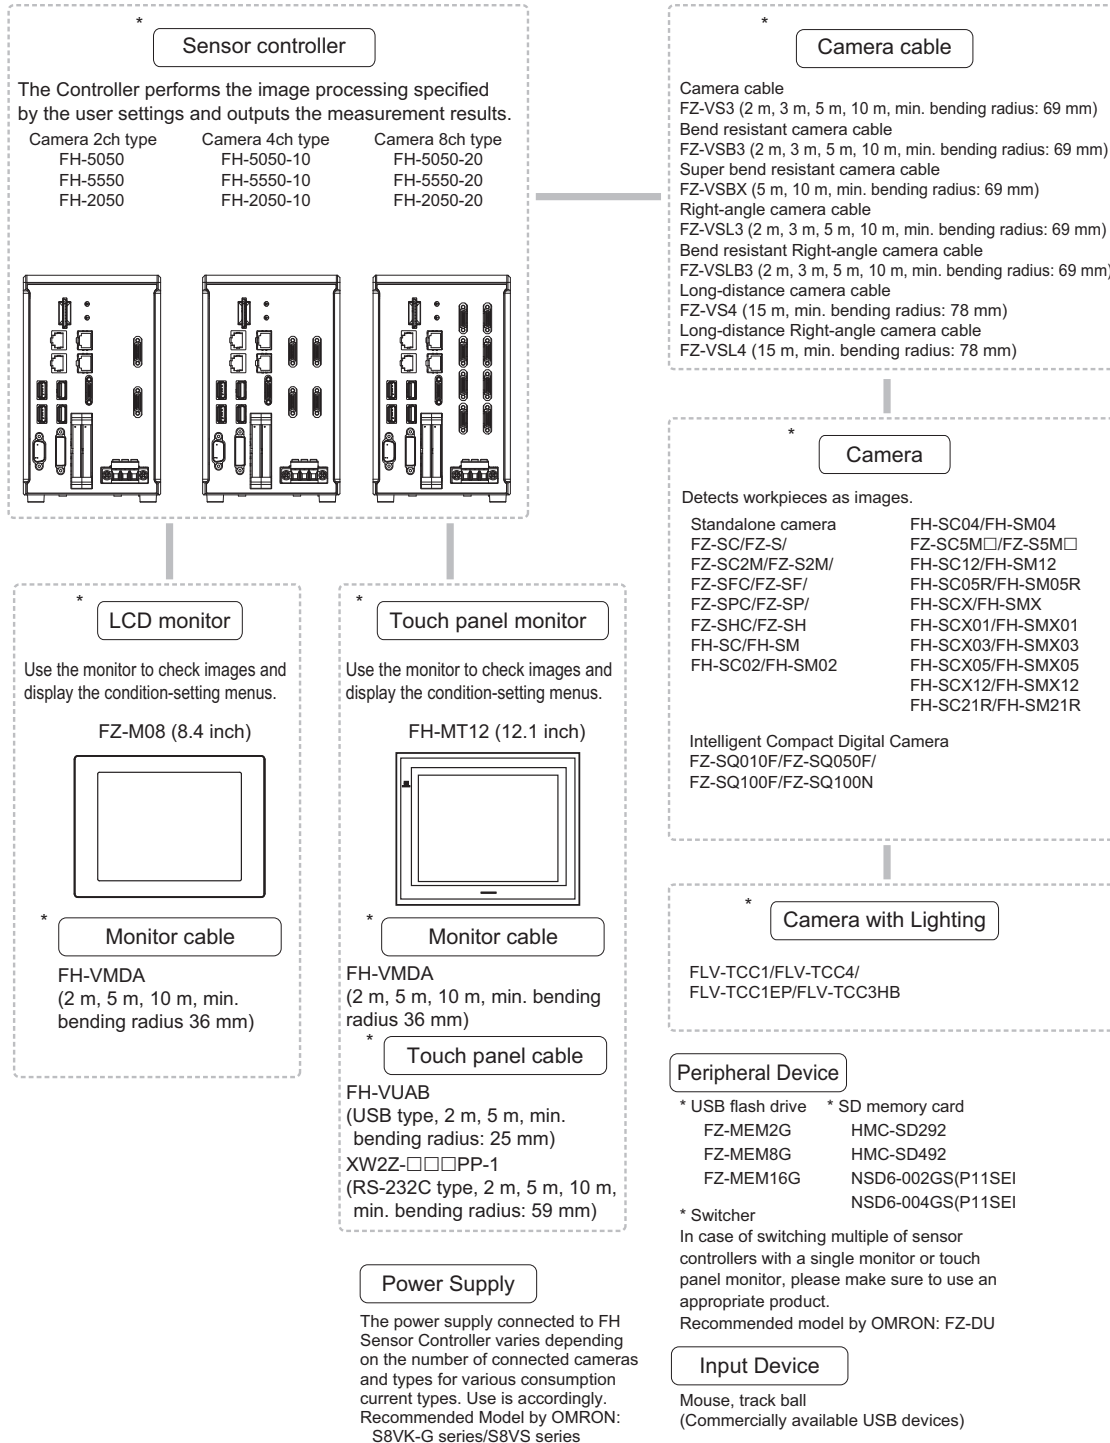 *
Sensor controller
The Controller performs the image processing specified
by the user settings and outputs the measurement results.
Camera 2ch type
FH-5050
FH-5550
FH-2050
Camera 4ch type
FH-5050-10
FH-5550-10
FH-2050-10
Camera 8ch type
FH-5050-20
FH-5550-20
FH-2050-20
*
Camera cable
Camera cable
FZ-VS3 (2 m, 3 m, 5 m, 10 m, min. bending radius: 69 mm)
Bend resistant camera cable
FZ-VSB3 (2 m, 3 m, 5 m, 10 m, min. bending radius: 69 mm)
Super bend resistant camera cable
FZ-VSBX (5 m, 10 m, min. bending radius: 69 mm)
Right-angle camera cable
FZ-VSL3 (2 m, 3 m, 5 m, 10 m, min. bending radius: 69 mm)
Bend resistant Right-angle camera cable
FZ-VSLB3 (2 m, 3 m, 5 m, 10 m, min. bending radius: 69 mm)
Long-distance camera cable
FZ-VS4 (15 m, min. bending radius: 78 mm)
Long-distance Right-angle camera cable
FZ-VSL4 (15 m, min. bending radius: 78 mm)
*
Camera
Detects workpieces as images.
Standalone camera
FZ-SC/FZ-S/
FZ-SC2M/FZ-S2M/
FZ-SFC/FZ-SF/
FZ-SPC/FZ-SP/
FZ-SHC/FZ-SH
FH-SC/FH-SM
FH-SC02/FH-SM02
FH-SC04/FH-SM04
FZ-SC5M□/FZ-S5M□
FH-SC12/FH-SM12
FH-SC05R/FH-SM05R
FH-SCX/FH-SMX
FH-SCX01/FH-SMX01
FH-SCX03/FH-SMX03
FH-SCX05/FH-SMX05
FH-SCX12/FH-SMX12
FH-SC21R/FH-SM21R
Intelligent Compact Digital Camera
FZ-SQ010F/FZ-SQ050F/
FZ-SQ100F/FZ-SQ100N
*
LCD monitor
Use the monitor to check images and
display the condition-setting menus.
FZ-M08 (8.4 inch)
*
Monitor cable
FH-VMDA
(2 m, 5 m, 10 m, min.
bending radius 36 mm)
*
Touch panel monitor
Use the monitor to check images and
display the condition-setting menus.
FH-MT12 (12.1 inch)
*
Monitor cable
FH-VMDA
(2 m, 5 m, 10 m, min. bending
radius 36 mm)
*
Touch panel cable
FH-VUAB
(USB type, 2 m, 5 m, min.
bending radius: 25 mm)
XW2Z-□□□PP-1
(RS-232C type, 2 m, 5 m, 10 m,
min. bending radius: 59 mm)
*
Camera with Lighting
FLV-TCC1/FLV-TCC4/
FLV-TCC1EP/FLV-TCC3HB
Power Supply
The power supply connected to FH
Sensor Controller varies depending
on the number of connected cameras
and types for various consumption
current types. Use is accordingly.
Recommended Model by OMRON:
S8VK-G series/S8VS series
Peripheral Device
* USB flash drive
FZ-MEM2G
FZ-MEM8G
FZ-MEM16G
* SD memory card
HMC-SD292
HMC-SD492
NSD6-002GS(P11SEI
NSD6-004GS(P11SEI
* Switcher
In case of switching multiple of sensor
controllers with a single monitor or touch
panel monitor, please make sure to use an
appropriate product.
Recommended model by OMRON: FZ-DU
Input Device
Mouse, track ball
(Commercially available USB devices)